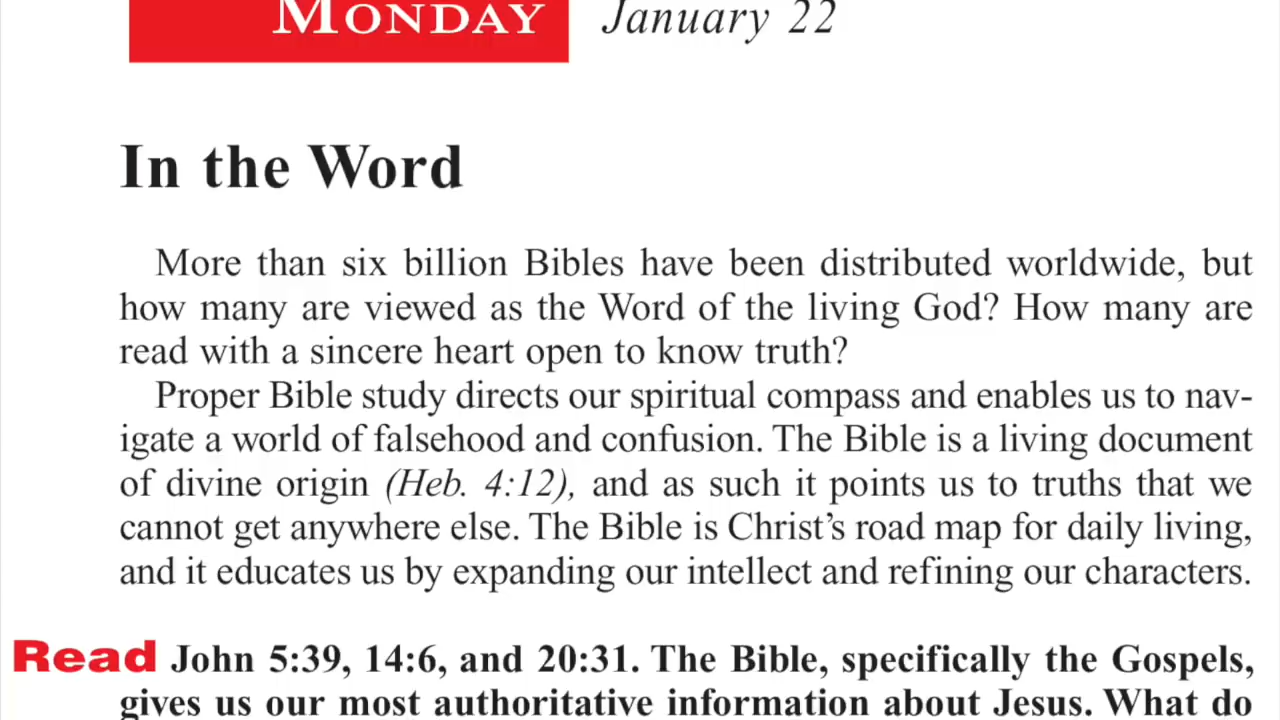 MONDAY January 22
In the Word
More than six billion Bibles have been distributed worldwide, but
how many are viewed as the Word of the living God? How many are
read with a sincere heart open to know truth?
Proper Bible study directs our spiritual compass and enables us to nav-
igate a world of falsehood and confusion. The Bible is a living document
of divine origin (Heb. 4:12), and as such it points us to truths that we
cannot get anywhere else. The Bible is Christ’s road map for daily living,
and it educates us by expanding our intellect and refining our characters.
Read John 5:39, 14:6, and 20:31. The Bible, specifically the Gospels,
gives us our most authoritative information about Jesus. What do